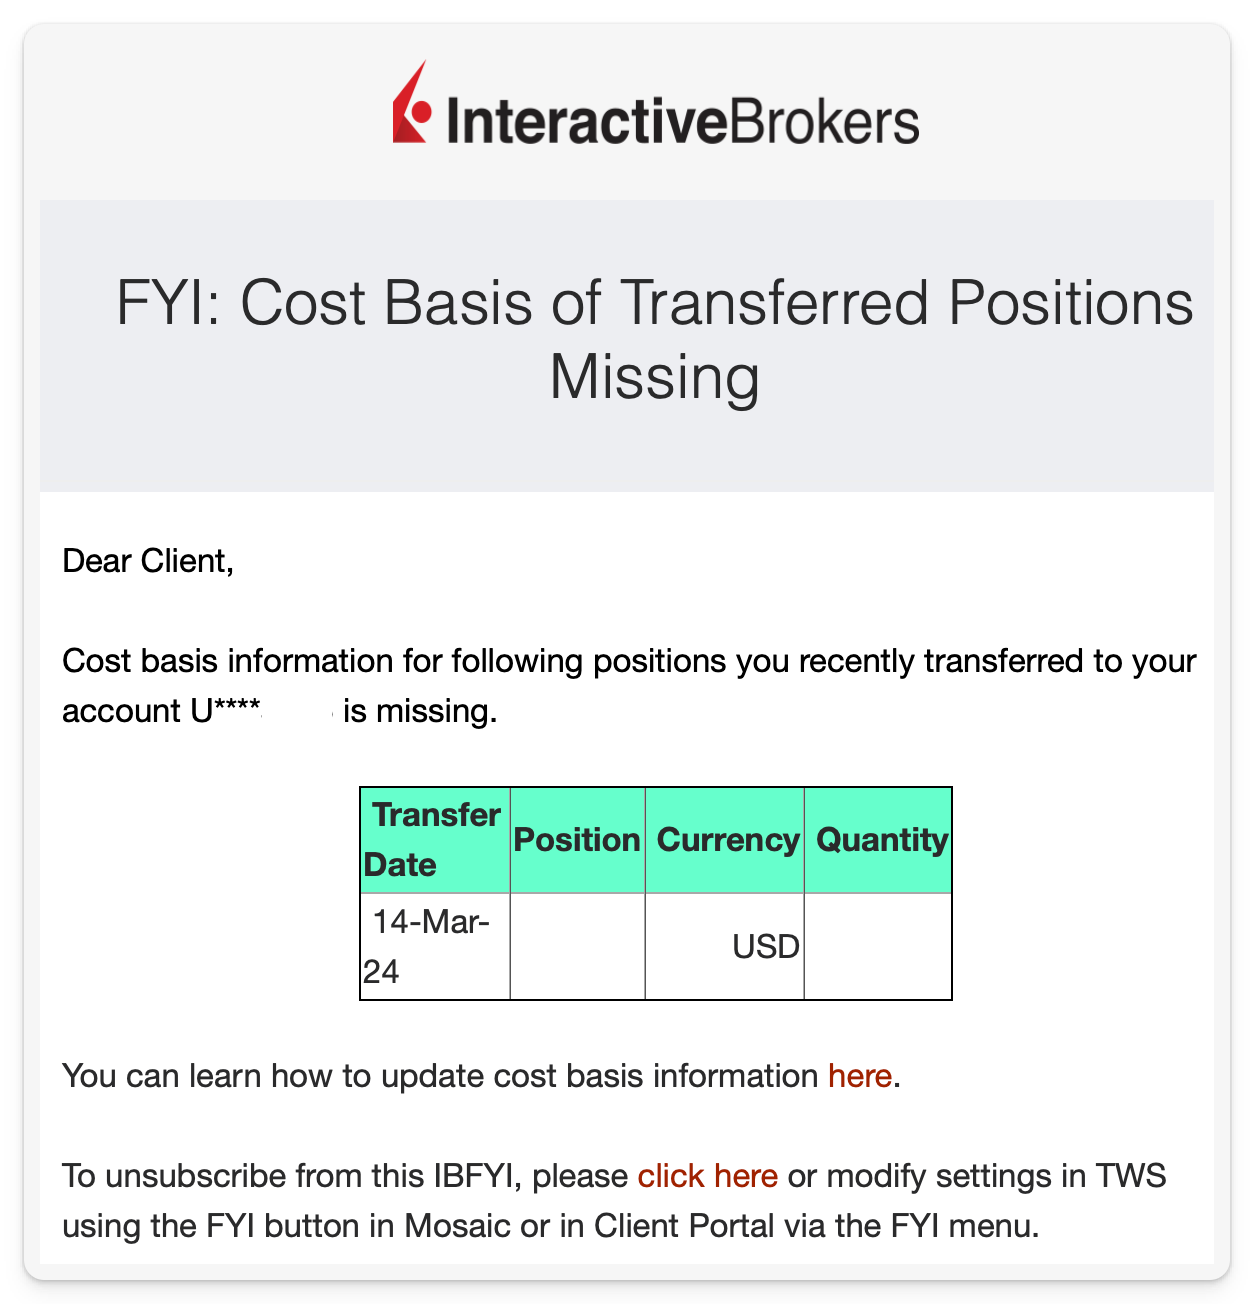 InteractiveBrokers
FYI: Cost Basis of Transferred Positions
Missing
Dear Client,
Cost basis information for following positions you recently transferred to your
account U**** is missing.
Transfer Date Position Currency Quantity
14-Mar-24 USD
You can learn how to update cost basis information here.
To unsubscribe from this IBFYI, please click here or modify settings in TWS
using the FYI button in Mosaic or in Client Portal via the FYI menu.